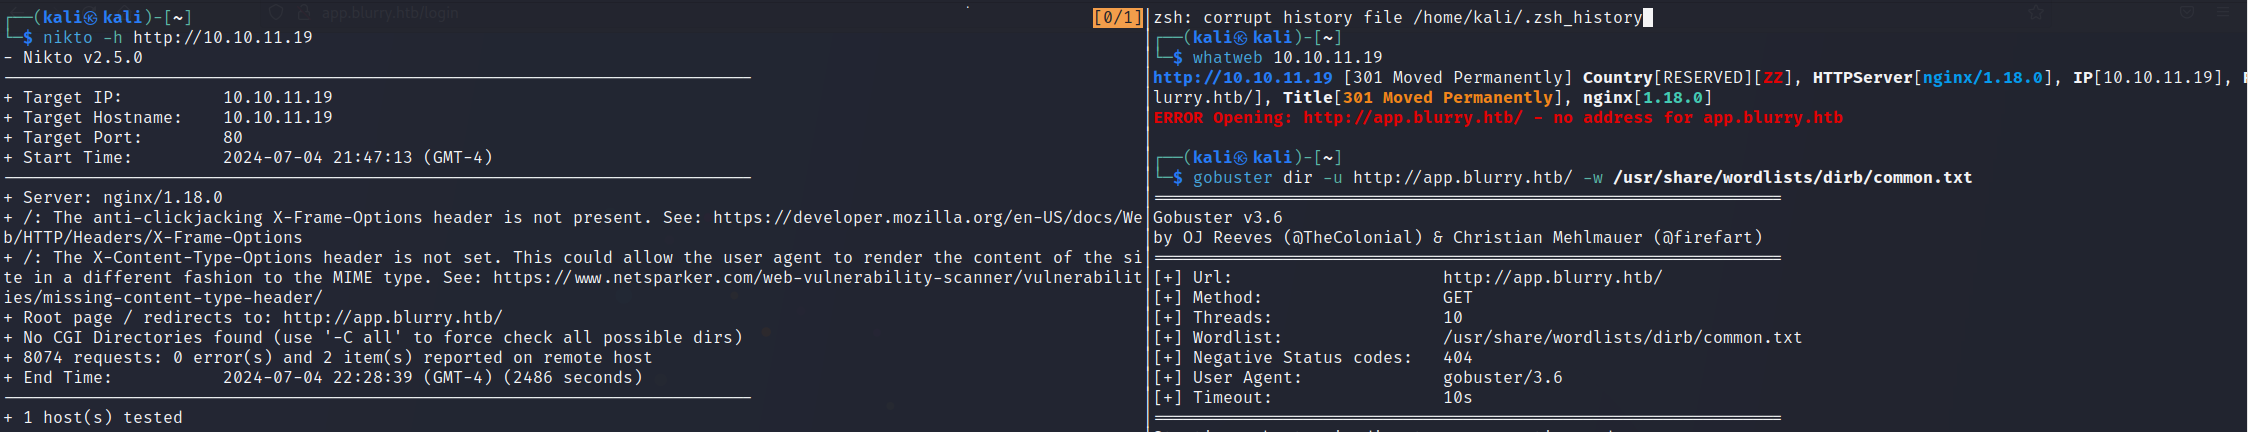 app.blurry.htb/login
┌──(kali㉿kali)-[~] [0/1]
└─$ nikto -h http://10.10.11.19
- Nikto v2.5.0
---------------------------------------------------------------------------
+ Target IP:          10.10.11.19
+ Target Hostname:    10.10.11.19
+ Target Port:        80
+ Start Time:         2024-07-04 21:47:13 (GMT-4)
---------------------------------------------------------------------------
+ Server: nginx/1.18.0
+ /: The anti-clickjacking X-Frame-Options header is not present. See: https://developer.mozilla.org/en-US/docs/We
b/HTTP/Headers/X-Frame-Options
+ /: The X-Content-Type-Options header is not set. This could allow the user agent to render the content of the si
te in a different fashion to the MIME type. See: https://www.netsparker.com/web-vulnerability-scanner/vulnerabilit
ies/missing-content-type-header/
+ Root page / redirects to: http://app.blurry.htb/
+ No CGI Directories found (use '-C all' to force check all possible dirs)
+ 8074 requests: 0 error(s) and 2 item(s) reported on remote host
+ End Time:           2024-07-04 22:28:39 (GMT-4) (2486 seconds)
---------------------------------------------------------------------------
+ 1 host(s) tested
zsh: corrupt history file /home/kali/.zsh_history
┌──(kali㉿kali)-[~]
└─$ whatweb 10.10.11.19
http://10.10.11.19 [301 Moved Permanently] Country[RESERVED][ZZ], HTTPServer[nginx/1.18.0], IP[10.10.11.19],
lurry.htb/], Title[301 Moved Permanently], nginx[1.18.0]
ERROR Opening: http://app.blurry.htb/ - no address for app.blurry.htb
┌──(kali㉿kali)-[~]
└─$ gobuster dir -u http://app.blurry.htb/ -w /usr/share/wordlists/dirb/common.txt
===============================================================
Gobuster v3.6
by OJ Reeves (@TheColonial) & Christian Mehlmauer (@firefart)
===============================================================
[+] Url:                     http://app.blurry.htb/
[+] Method:                  GET
[+] Threads:                 10
[+] Wordlist:                /usr/share/wordlists/dirb/common.txt
[+] Negative Status codes:   404
[+] User Agent:              gobuster/3.6
[+] Timeout:                 10s
===============================================================